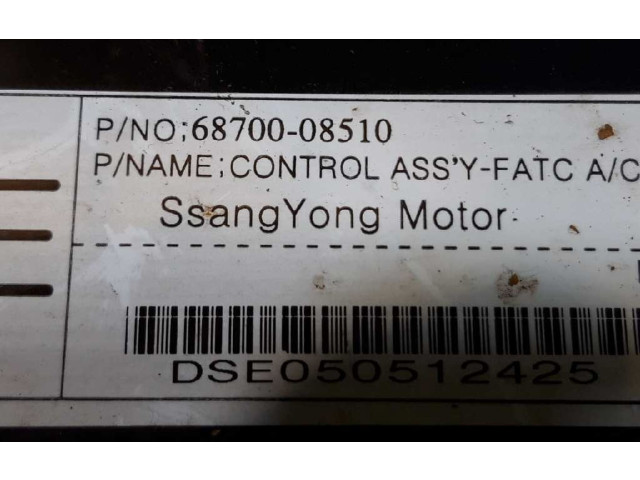 P/NO;68700-08510
P/NAME;CONTROL ASS'Y-FATC A/C
SsangYong Motor
DSE050512425